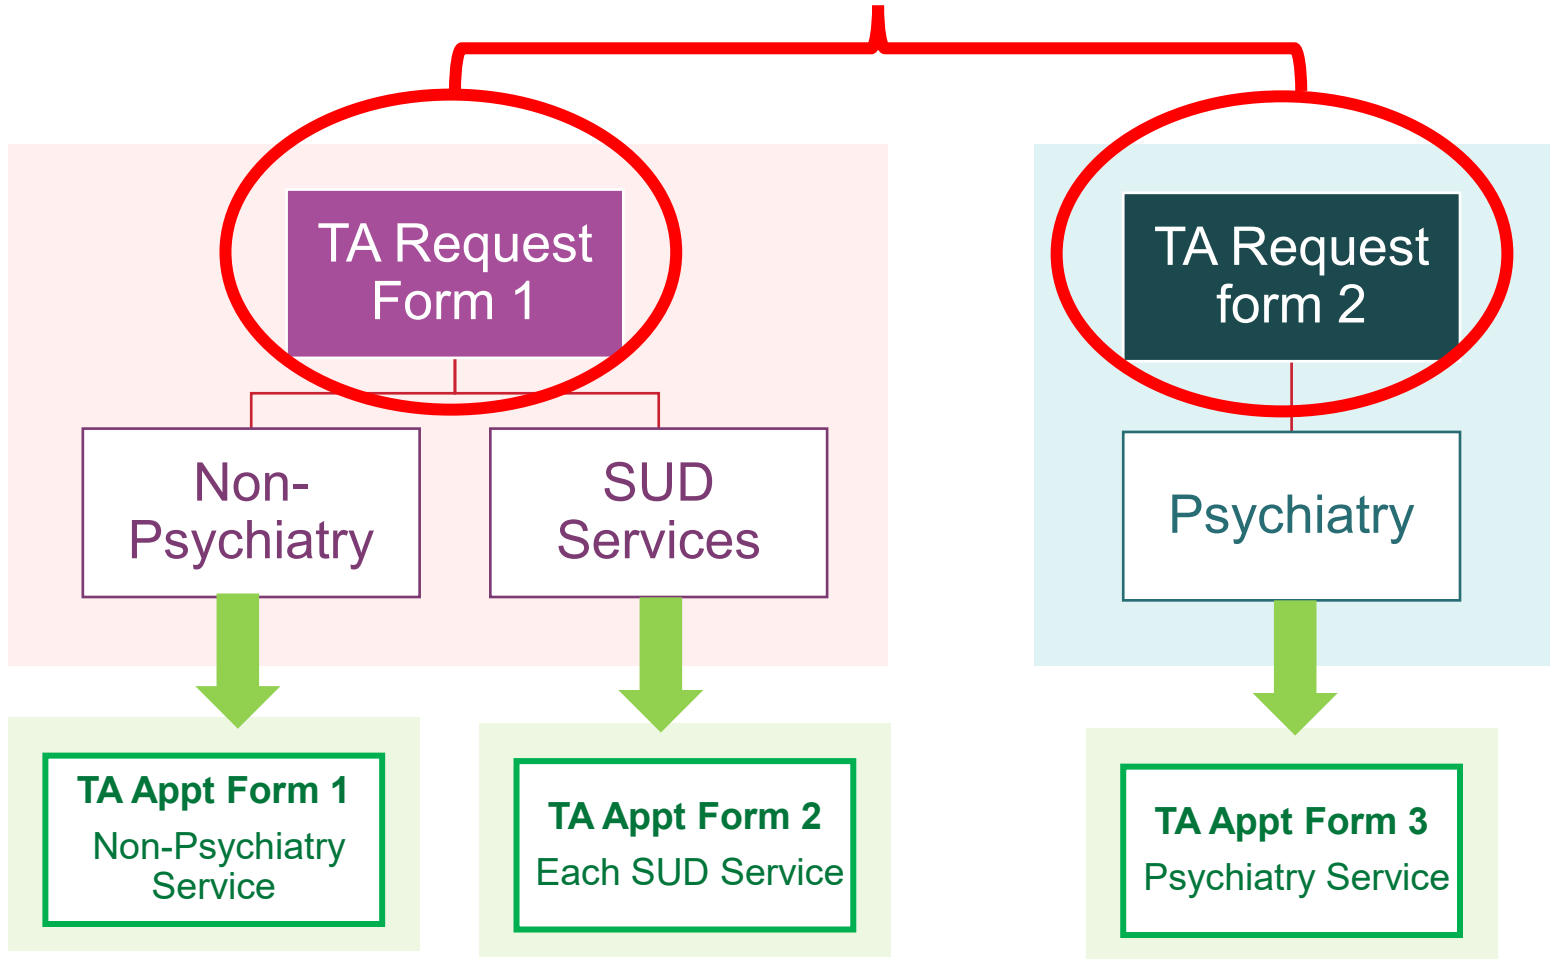 TA Request
Form 1
TA Request
form 2
Non-
Psychiatry
SUD
Services
Psychiatry
TA Appt Form 1
Non-Psychiatry
Service
TA Appt Form 2
Each SUD Service
TA Appt Form 3
Psychiatry Service